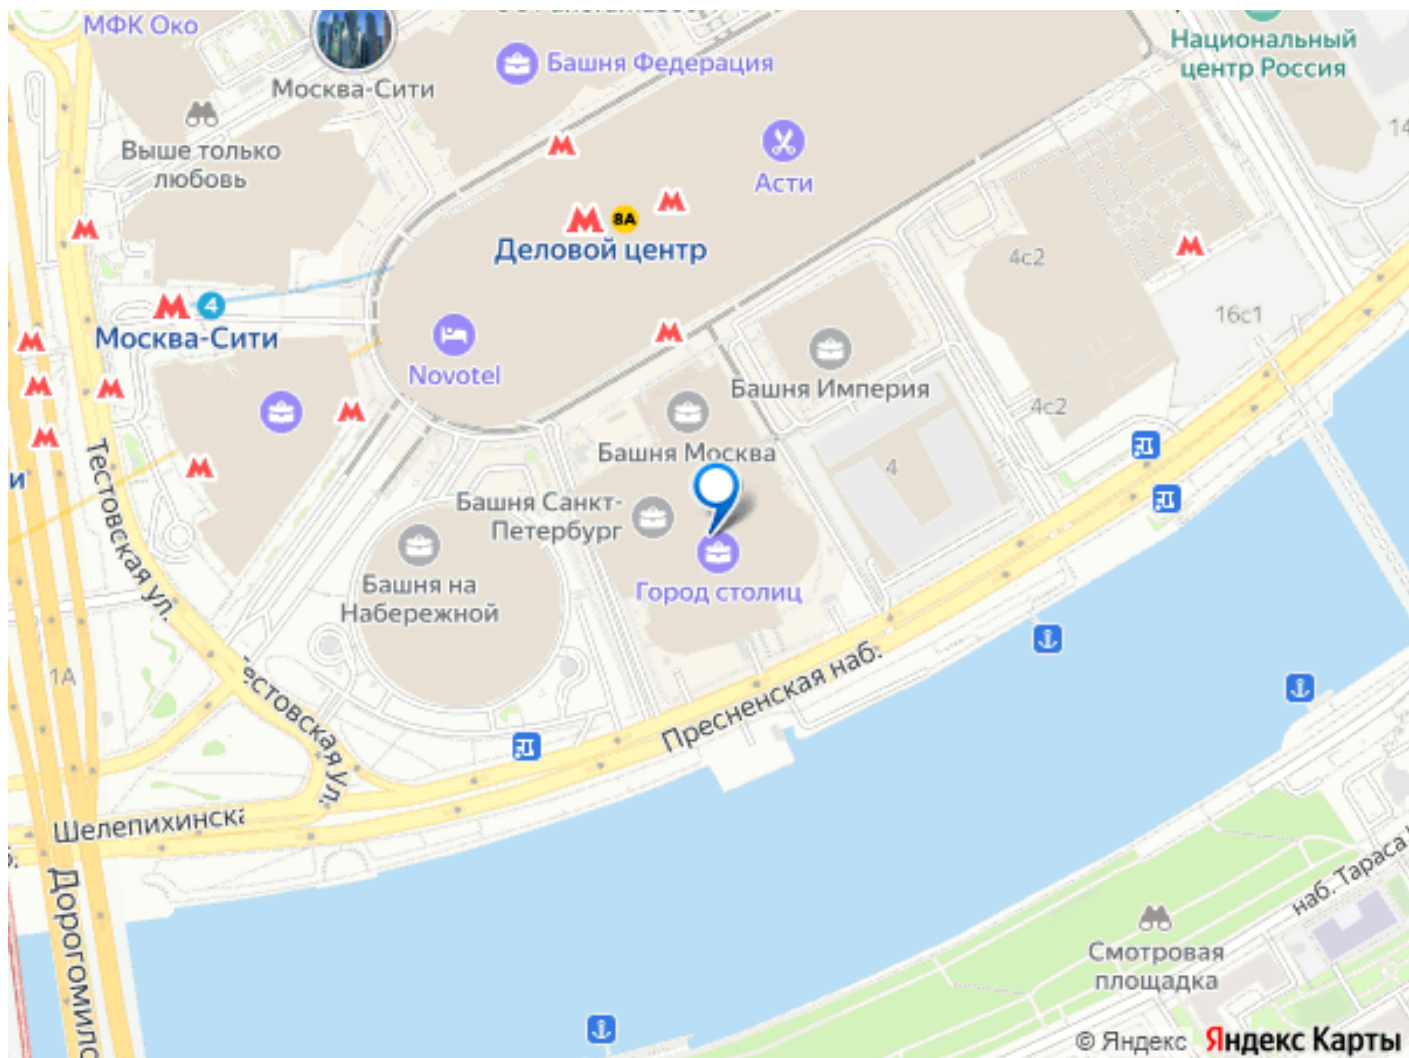 МФК Око
Башня Федерация
Национальный
центр Россия
Москва-Сити
Выше только
любовь
Асти
14
8А
Деловой центр
4с2
4
Москва-Сити
16с1
Novotel
Башня Империя
4с2
Башня Москва
4
и
Башня Санкт-
Петербург
Тестовская ул.
Башня на
Набережной
Город столиц
1А
Тестовская ул.
Пресненская наб.
Шелепихинска
Дорогомило
наб. Тараса
Смотровая
площадка
© Яндекс Яндекс Карты